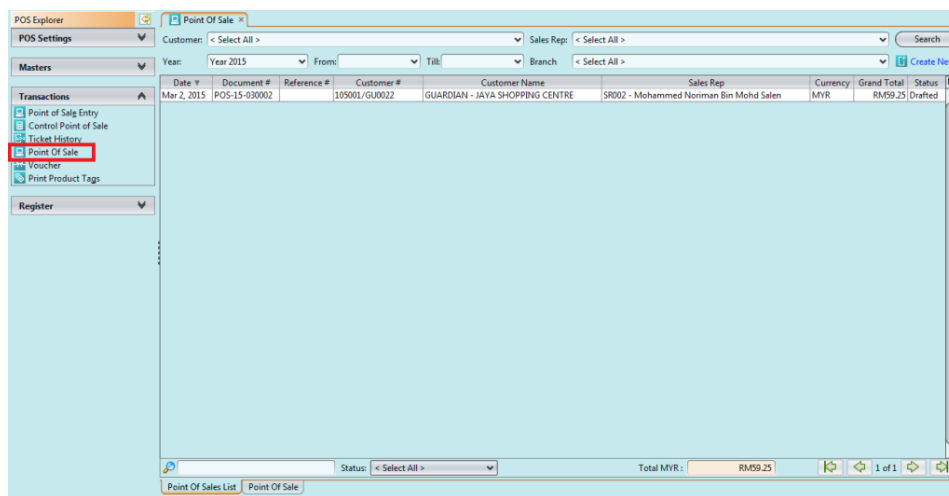 POS Explorer
Point Of Sale
POS Settings
Customer: < Select All > Sales Rep: < Select All > Search
Masters
Year: Year 2015 From: Till: Branch < Select All > Create Ne
Transactions
Date Document # Reference # Customer # Customer Name Sales Rep Currency Grand Total Status
Mar 2, 2015 POS-15-030002 105001/GU0022 GUARDIAN - JAYA SHOPPING CENTRE SR002 - Mohammed Noriman Bin Mohd Salen MYR RM59.25 Drafted
Point of Sale Entry
Control Point of Sale
Ticket History
Point Of Sale
Voucher
Print Product Tags
Register
Status: < Select All > Total MYR : RM59.25 1 of 1
Point Of Sales List Point Of Sale